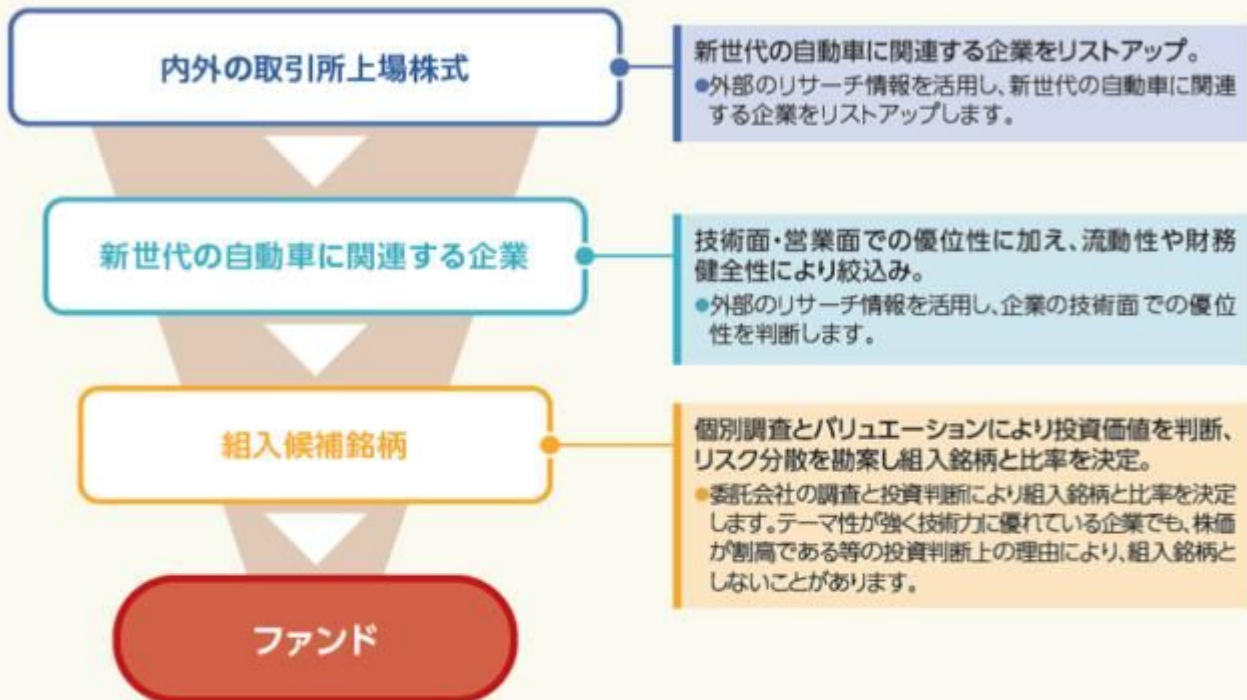 内外の取引所上場株式
新世代の自動車に関連する企業をリストアップ。
●外部のリサーチ情報を活用し、新世代の自動車に関連
する企業をリストアップします。
新世代の自動車に関連する企業
技術面・営業面での優位性に加え、流動性や財務
健全性により絞込み。
●外部のリサーチ情報を活用し、企業の技術面での優位
性を判断します。
組入候補銘柄
個別調査とバリュエーションにより投資価値を判断、
リスク分散を勘案し組入銘柄と比率を決定。
●委託会社の調査と投資判断により組入銘柄と比率を決定
します。テーマ性が強く技術力に優れている企業でも、株価
が割高である等の投資判断上の理由により、組入銘柄と
しないことがあります。
ファンド